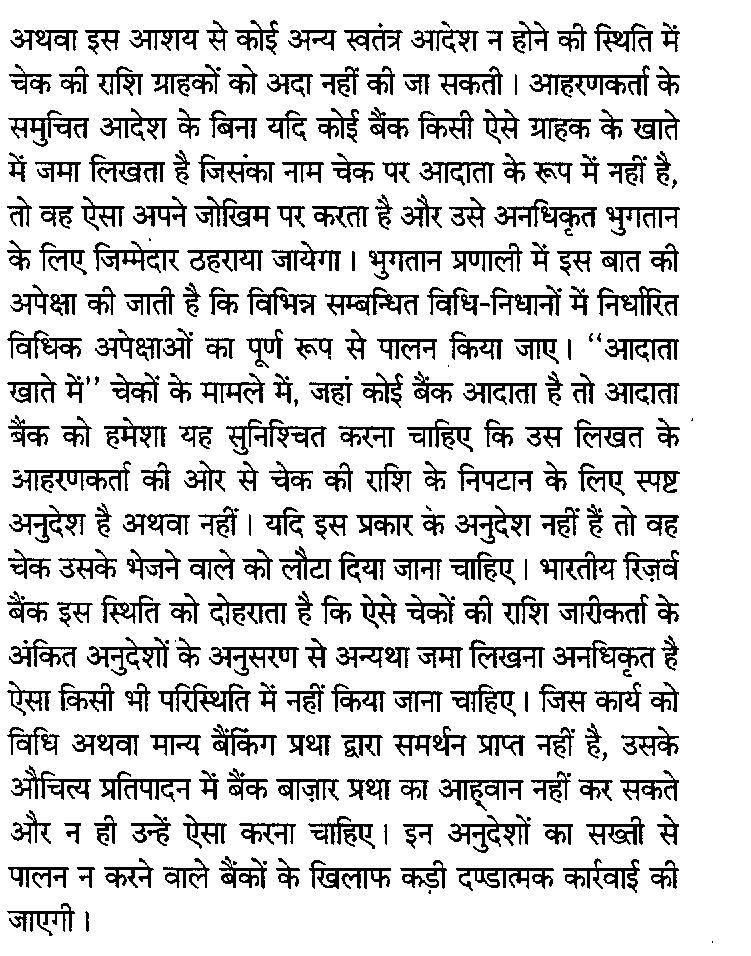 अथवा इस आशय से कोई अन्य स्वतंत्र आदेश न होने की स्थिति में
चेक की राशि ग्राहकों को अदा नहीं की जा सकती । आहरणकर्ता के
समुचित आदेश के बिना यदि कोई बैंक किसी ऐसे ग्राहक के खाते
में जमा लिखता है जिसका नाम चेक पर आदाता के रूप में नहीं है,
तो वह ऐसा अपने जोखिम पर करता है और उसे अनधिकृत भुगतान
के लिए जिम्मेदार ठहराया जायेगा । भुगतान प्रणाली में इस बात की
अपेक्षा की जाती है कि विभिन्न सम्बन्धित विधि-निधानों में निर्धारित
विधिक अपेक्षाओं का पूर्ण रूप से पालन किया जाए । “आदाता
खाते में” चेकों के मामले में, जहां कोई बैंक आदाता है तो आदाता
बैंक को हमेशा यह सुनिश्चित करना चाहिए कि उस लिखत के
आहरणकर्ता की ओर से चेक की राशि के निपटान के लिए स्पष्ट
अनुदेश है अथवा नहीं । यदि इस प्रकार के अनुदेश नहीं हैं तो वह
चेक उसके भेजने वाले को लौटा दिया जाना चाहिए । भारतीय रिज़र्व
बैंक इस स्थिति को दोहराता है कि ऐसे चेकों की राशि जारीकर्ता के
अंकित अनुदेशों के अनुसरण से अन्यथा जमा लिखना अनधिकृत है
ऐसा किसी भी परिस्थिति में नहीं किया जाना चाहिए । जिस कार्य को
विधि अथवा मान्य बैंकिंग प्रथा द्वारा समर्थन प्राप्त नहीं है, उसके
औचित्य प्रतिपादन में बैंक बाज़ार प्रथा का आह्वान नहीं कर सकते
और न ही उन्हें ऐसा करना चाहिए । इन अनुदेशों का सख्ती से
पालन न करने वाले बैंकों के खिलाफ कड़ी दण्डात्मक कार्रवाई की
जाएगी ।